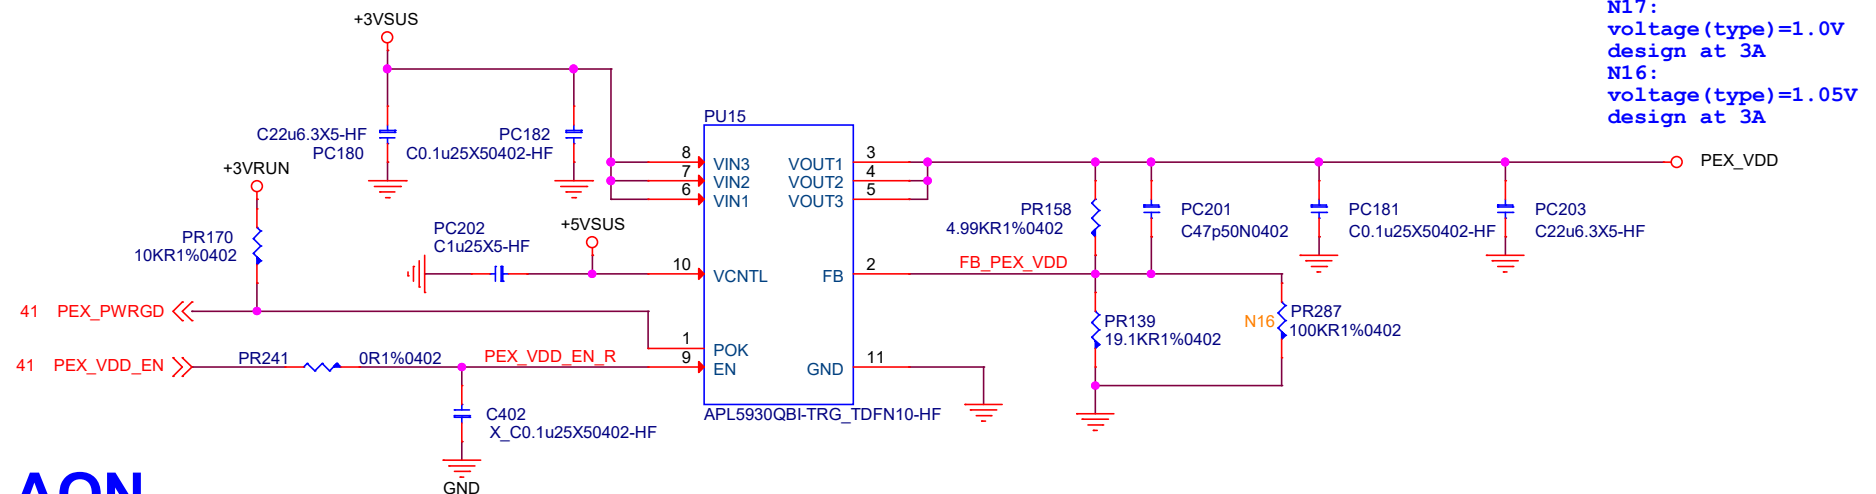 N17:
voltage(type)=1.0V
design at 3A
N16:
voltage(type)=1.05V
design at 3A
+3VSUS
C22u6.3X5-HF
PC180
PC182
C0.1u25X50402-HF
+3VRUN
PR170
10KR1%0402
PC202
C1u25X5-HF
+5VSUS
PU15
8
7
6
10
1
9
VIN3
VIN2
VIN1
VCNTL
POK
EN
VOUT1
VOUT2
VOUT3
FB
GND
3
4
5
2
11
APL5930QBI-TRG_TDFN10-HF
PEX_VDD
PR158
4.99KR1%0402
PC201
C47p50N0402
PC181
C0.1u25X50402-HF
PC203
C22u6.3X5-HF
FB_PEX_VDD
PR139
19.1KR1%0402
N16
PR287
100KR1%0402
41 PEX_PWRGD
41 PEX_VDD_EN
PR241
0R1%0402
PEX_VDD_EN_R
C402
X_C0.1u25X50402-HF
GND
AON